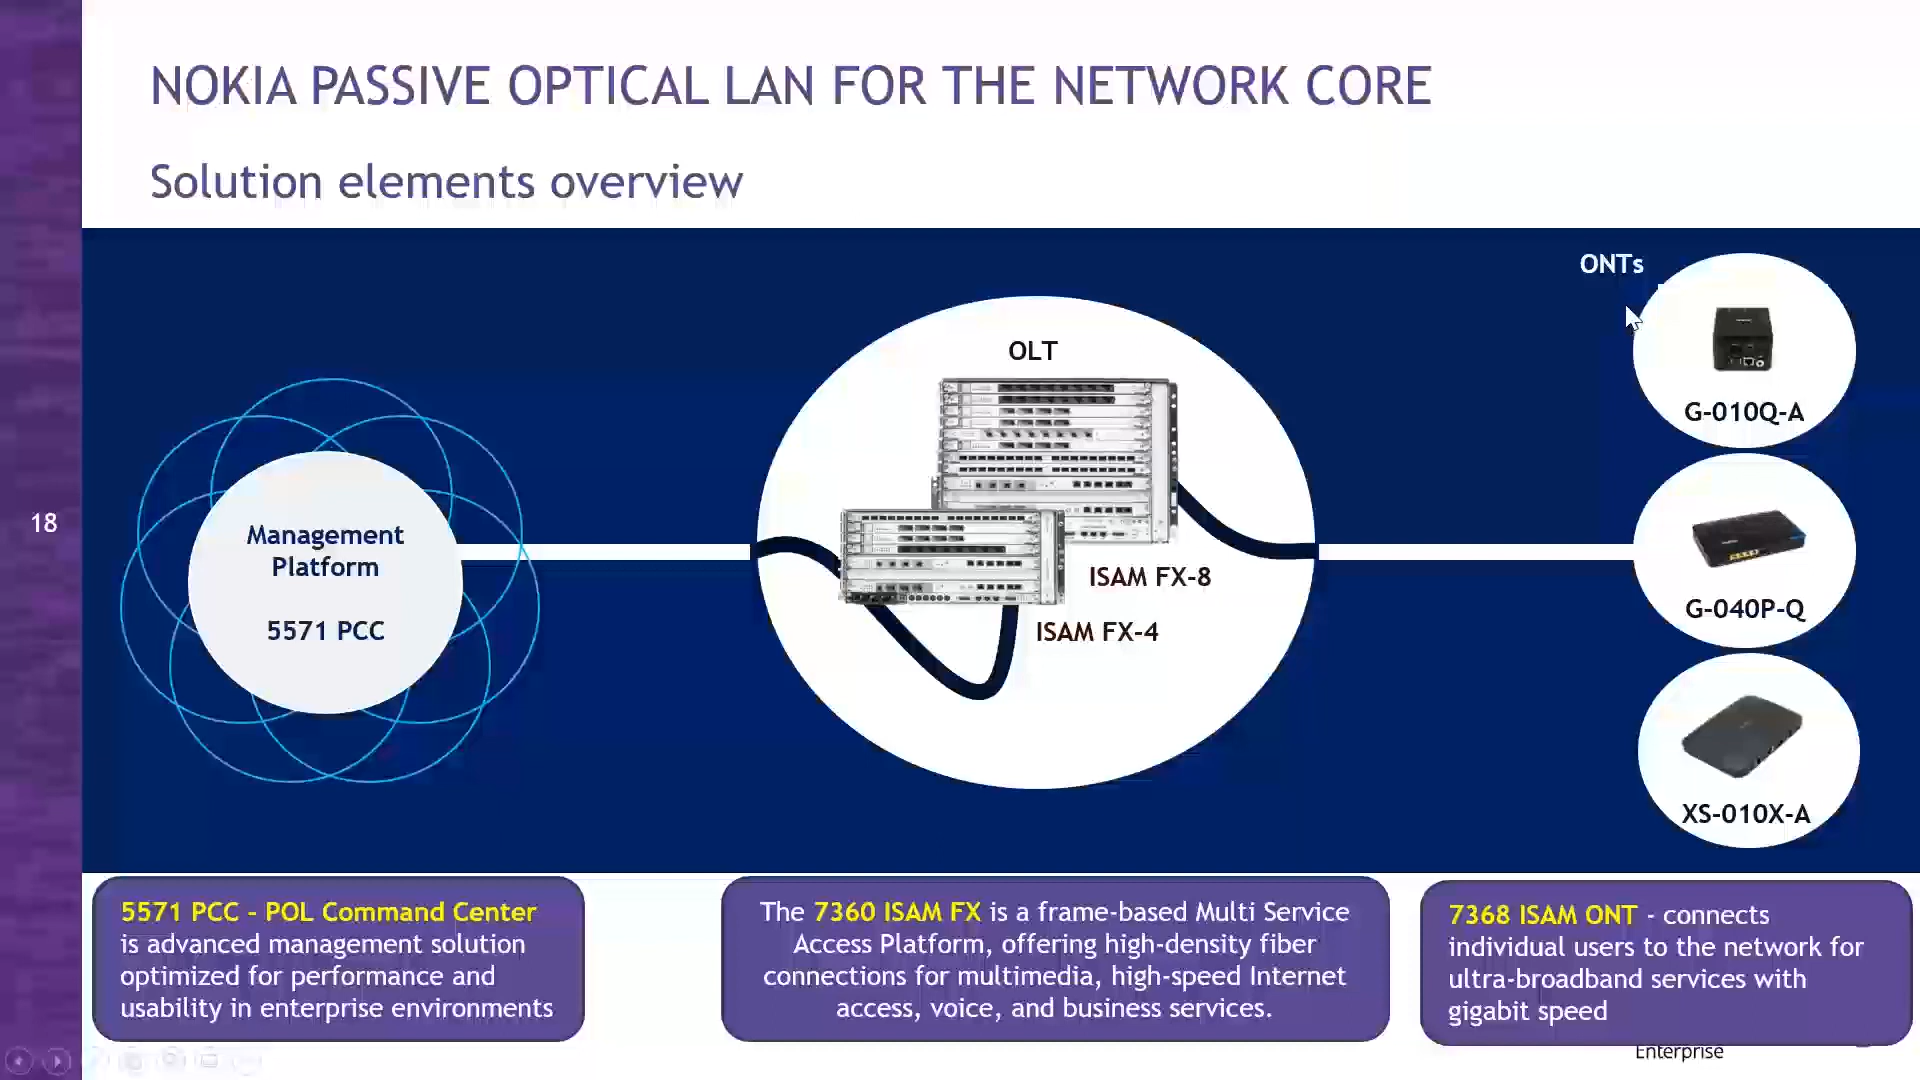 NOKIA PASSIVE OPTICAL LAN FOR THE NETWORK CORE
Solution elements overview
18
Management
Platform
5571 PCC
OLT
ISAM FX-8
ISAM FX-4
ONTs
G-010Q-A
G-040P-Q
XS-010X-A
5571 PCC - POL Command Center
is advanced management solution
optimized for performance and
usability in enterprise environments
The 7360 ISAM FX is a frame-based Multi Service
Access Platform, offering high-density fiber
connections for multimedia, high-speed Internet
access, voice, and business services.
7368 ISAM ONT - connects
individual users to the network for
ultra-broadband services with
gigabit speed
Enterprise